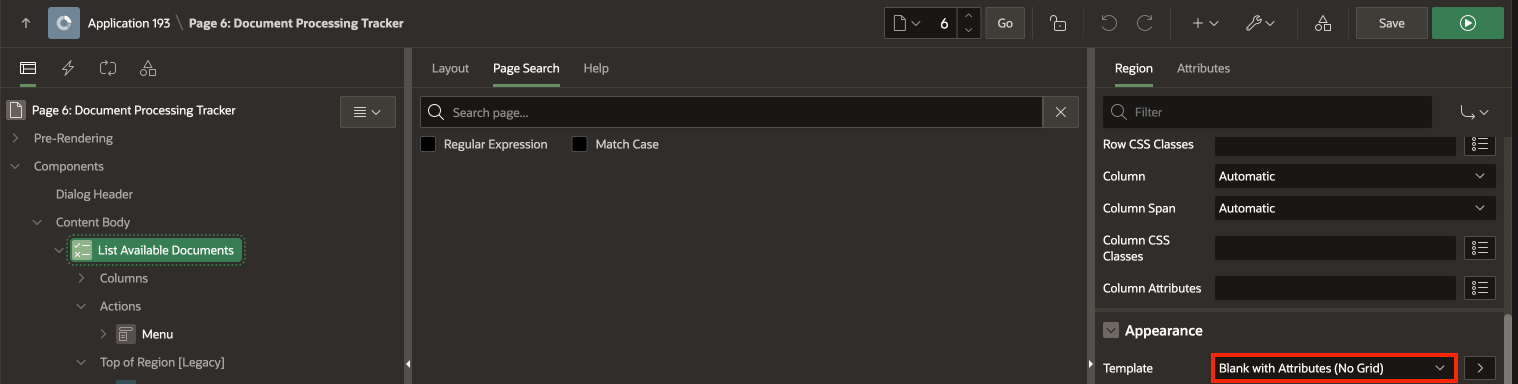 Application 193 \ Page 6: Document Processing Tracker
6
Go
Save
Layout
Page Search
Help
Region
Attributes
Page 6: Document Processing Tracker
Search page...
Filter
Pre-Rendering
Regular Expression
Match Case
Row CSS Classes
Components
Column
Automatic
Dialog Header
Column Span
Automatic
Content Body
List Available Documents
Column CSS
Classes
Columns
Column Attributes
Actions
Menu
Appearance
Top of Region [Legacy]
Template
Blank with Attributes (No Grid)